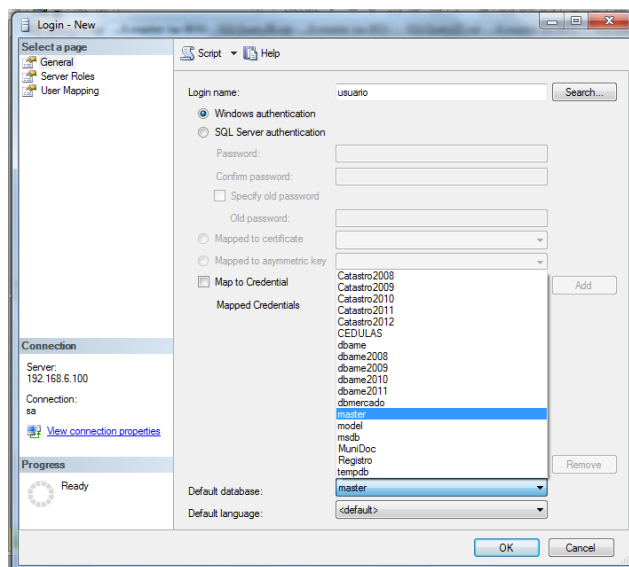 Login - New
Select a page
General
Server Roles
User Mapping
Script Help
Login name: usuario Search...
Windows authentication
SQL Server authentication
Password:
Confirm password:
Specify old password
Old password:
Mapped to certificate
Mapped to asymmetric key
Map to Credential Add
Mapped Credentials
Catastro2008
Catastro2009
Catastro2010
Catastro2011
Catastro2012
CEDULAS
dbame
dbame2008
dbame2009
dbame2010
dbame2011
dbmercado
master
model
msdb
MuniDoc
Registro
tempdb
Remove
Default database: master
Default language: <default>
Connection
Server:
192.168.6.100
Connection:
sa
View connection properties
Progress
Ready
OK Cancel